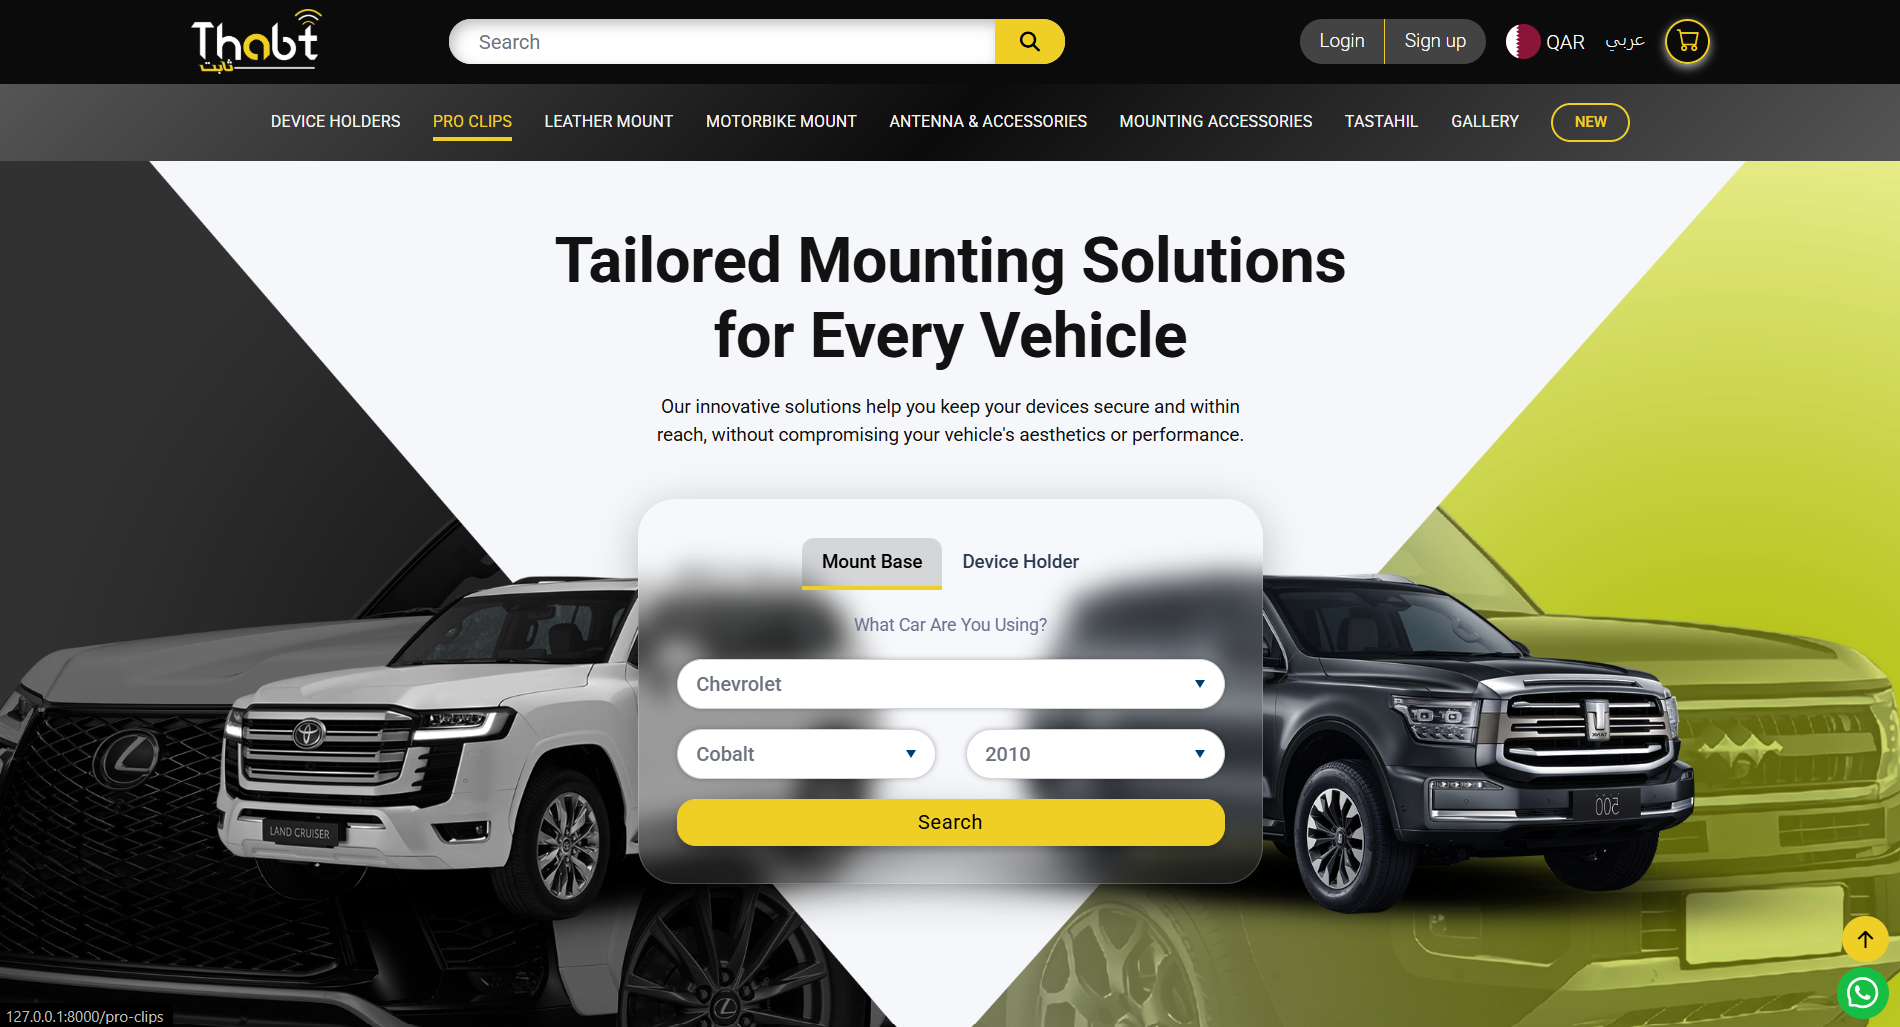 Thabt
ثابت
Search
Login
Sign up
QAR
عربي
DEVICE HOLDERS
PRO CLIPS
LEATHER MOUNT
MOTORBIKE MOUNT
ANTENNA & ACCESSORIES
MOUNTING ACCESSORIES
TASTAHIL
GALLERY
NEW
Tailored Mounting Solutions
for Every Vehicle
Our innovative solutions help you keep your devices secure and within
reach, without compromising your vehicle's aesthetics or performance.
Mount Base
Device Holder
What Car Are You Using?
Chevrolet
Cobalt
2010
Search
LAND CRUISER
TANK
500
127.0.0.1:8000/pro-clips